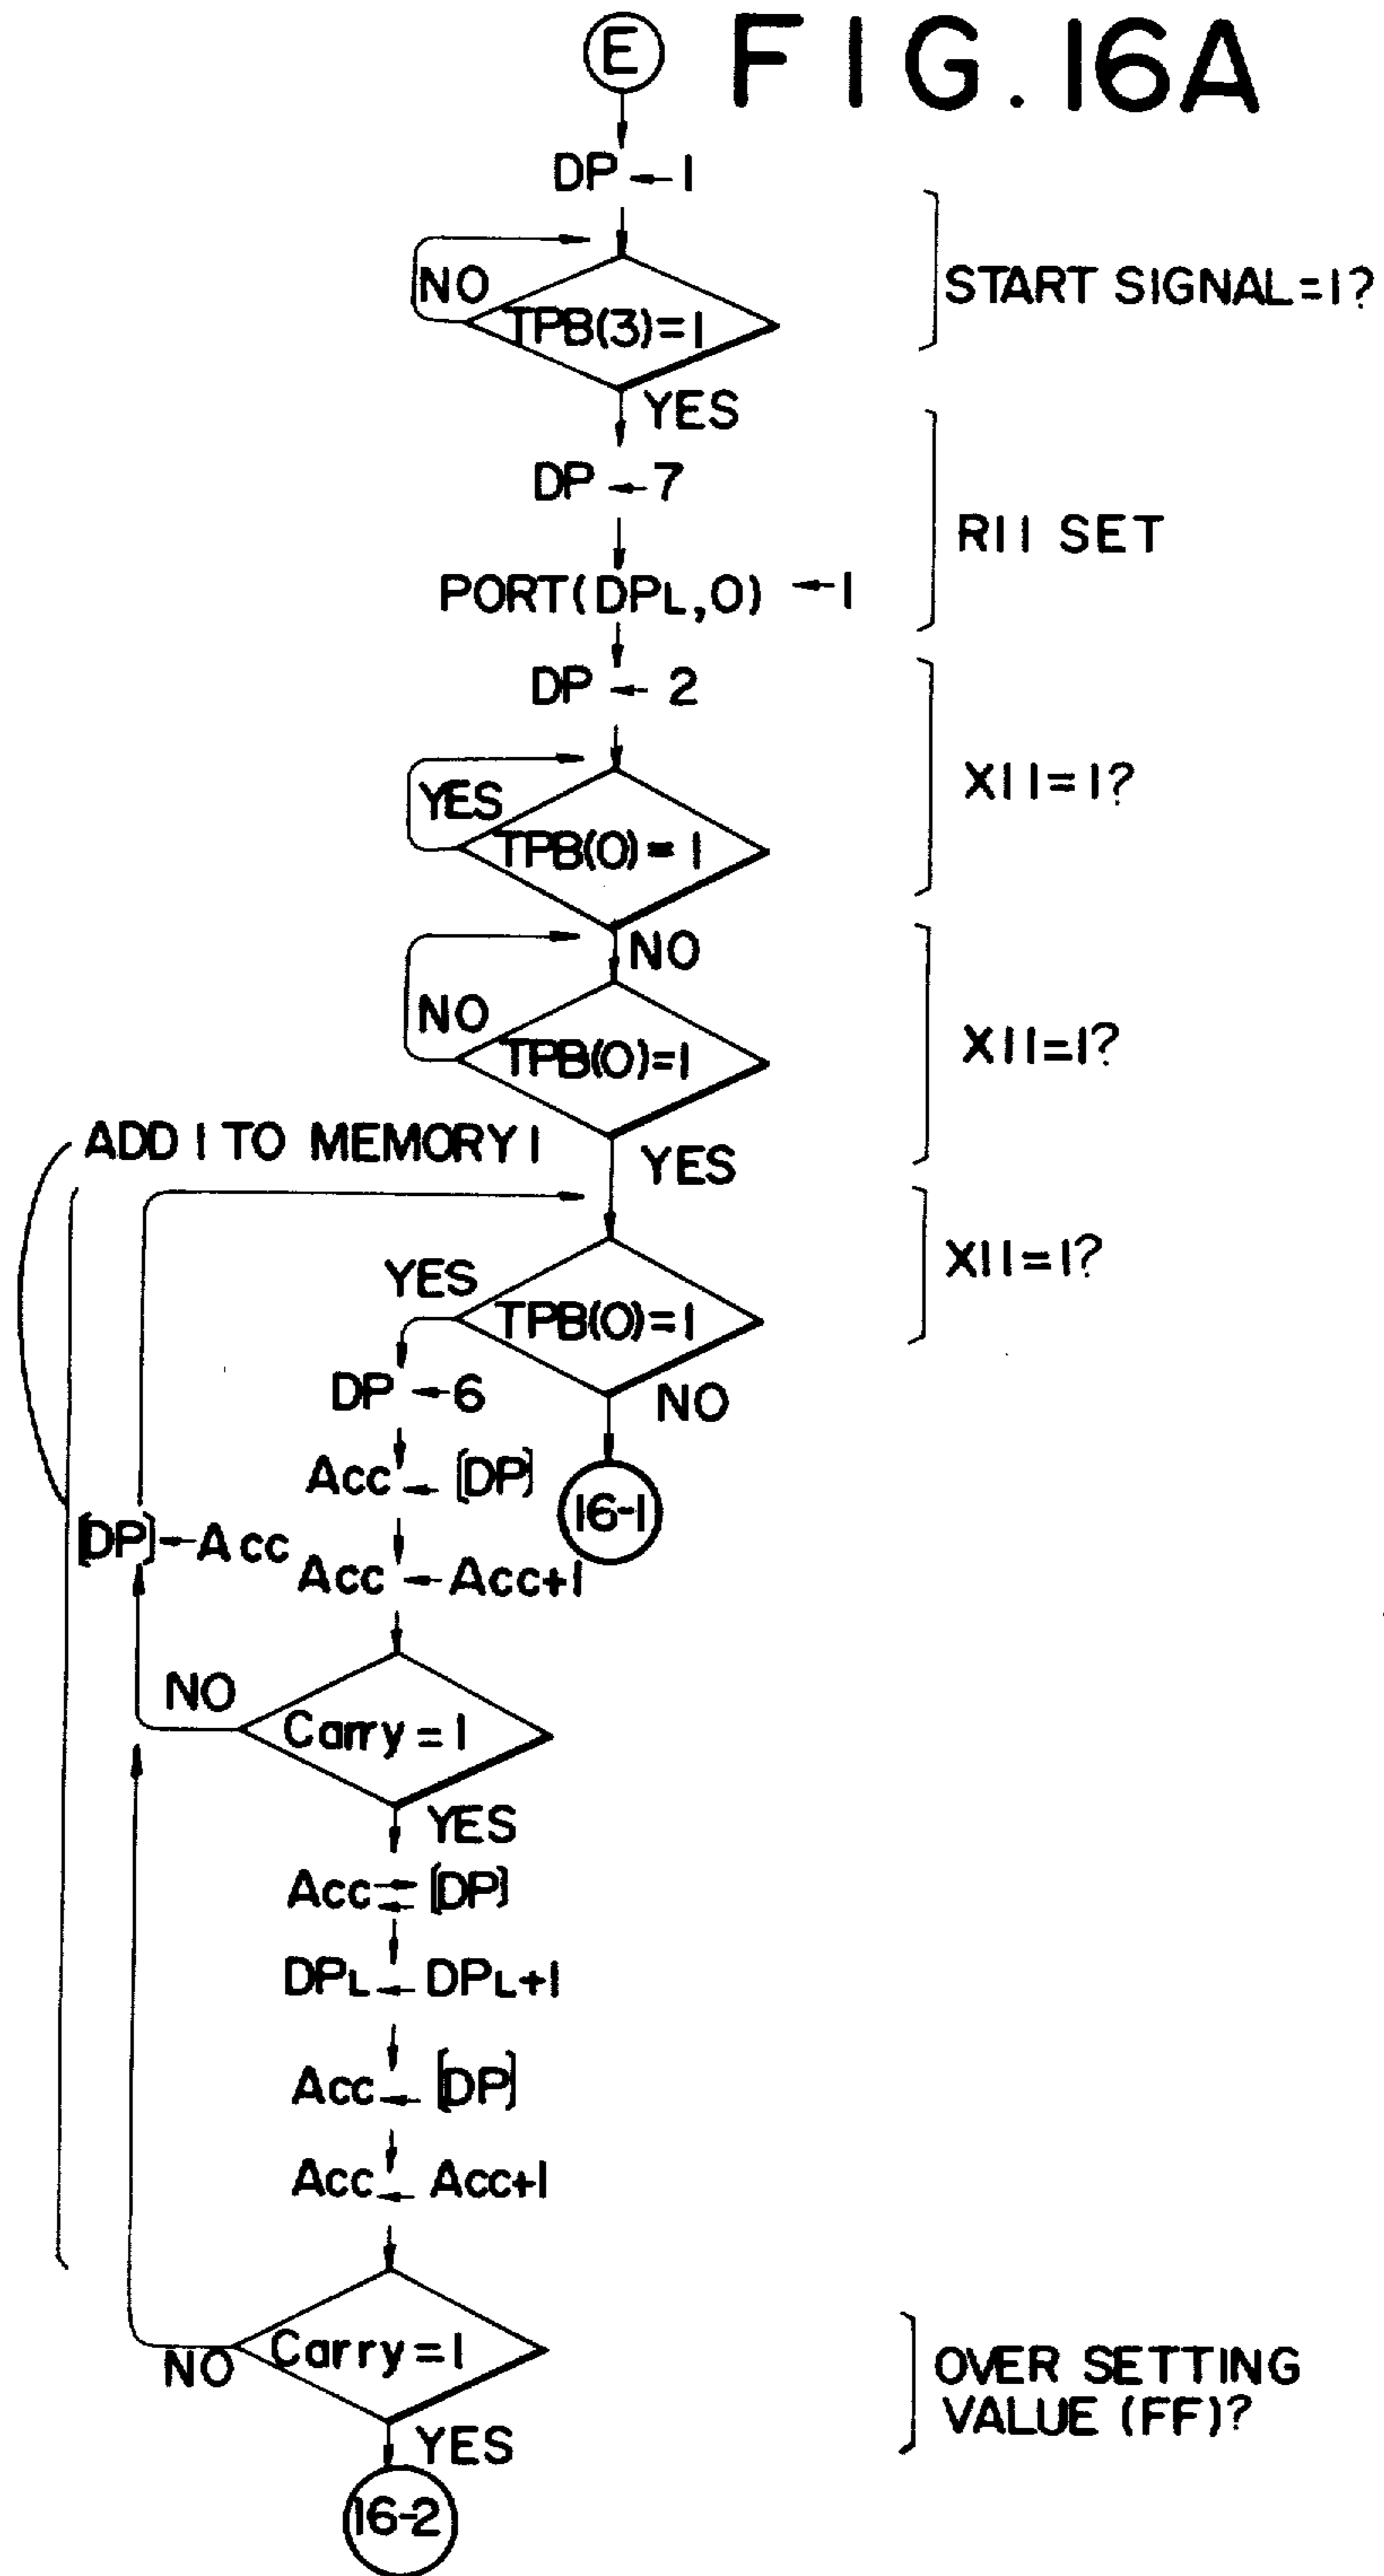 E
FIG. 16A
DP ← 1
NO
TPB(3)=1
START SIGNAL=1?
YES
DP ← 7
R11 SET
PORT(DPL,0) ← 1
DP ← 2
YES
TPB(0)=1
X11=1?
NO
NO
TPB(0)=1
X11=1?
ADD 1 TO MEMORY 1
YES
YES
TPB(0)=1
X11=1?
DP ← 6
NO
Acc ← [DP]
16-1
[DP] ← Acc
Acc ← Acc+1
NO
Carry=1
YES
Acc ⇄ [DP]
DPL ← DPL+1
Acc ← [DP]
Acc ← Acc+1
NO
Carry=1
OVER SETTING
VALUE (FF)?
YES
16-2